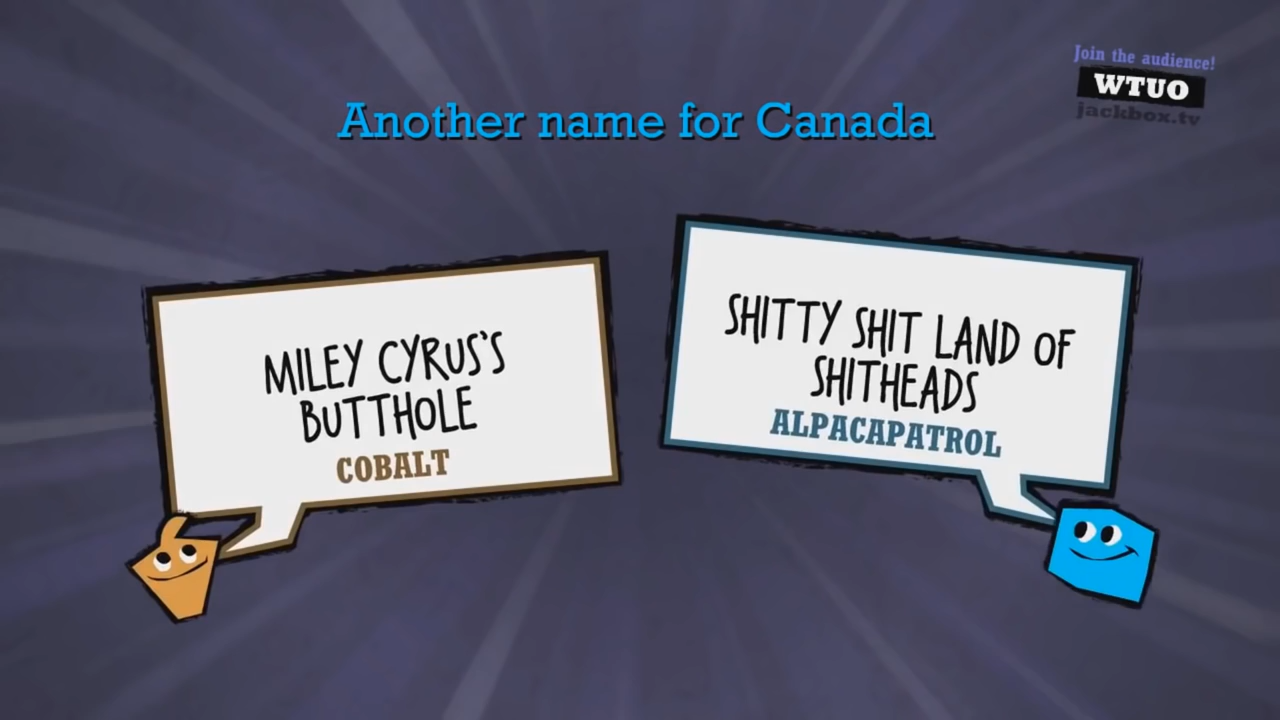 Join the audience!
WTUO
jackbox.tv
Another name for Canada
MILEY CYRUS'S
BUTTHOLE
COBALT
SHITTY SHIT LAND OF
SHITHEADS
ALPACAPATROL